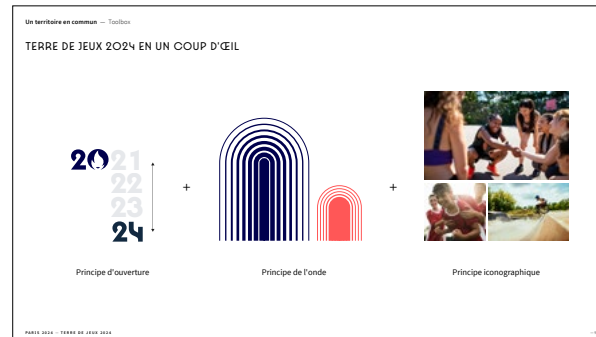 Un territoire en commun — Toolbox
TERRE DE JEUX 2024 EN UN COUP D'ŒIL
2021
22
23
24
+
+
Principe d'ouverture
Principe de l'onde
Principe iconographique
PARIS 2024 – TERRE DE JEUX 2024